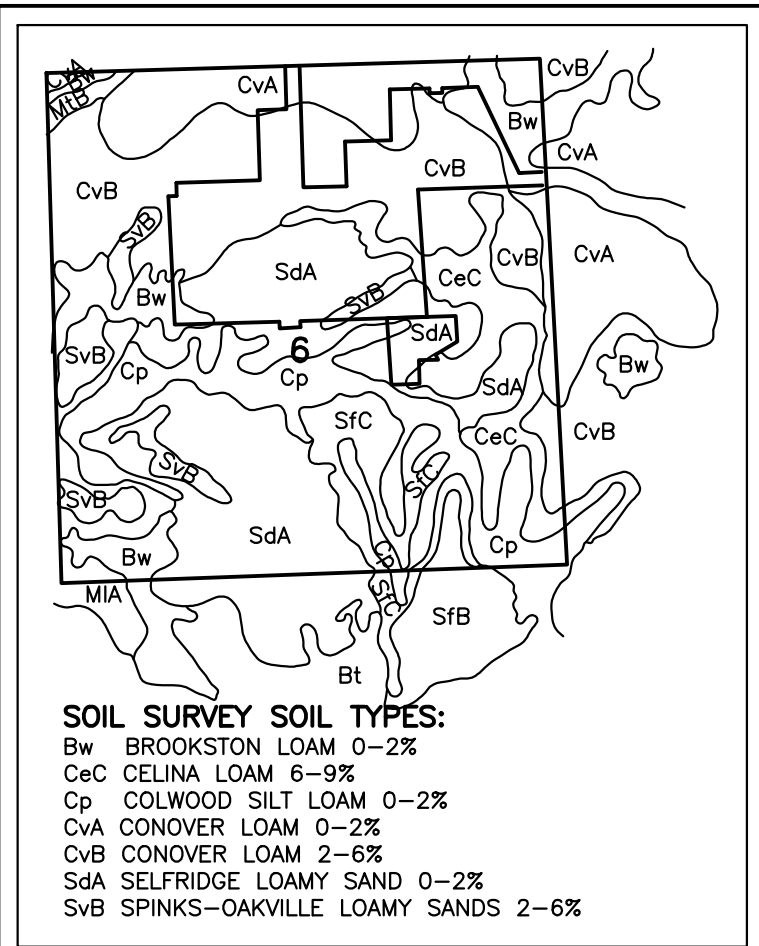 CvA
Bw
MtB
CvA
CvB
Bw
CvA
CvB
CvB
SvB
CvB
CvA
SdA
CeC
Bw
SvB
SdA
6
SvB
Cp
Cp
Bw
SdA
SfC
CeC
CvB
SvB
SfC
SvB
SdA
Cp
Bw
Cp
MIA
SfC
SfB
Bt
SOIL SURVEY SOIL TYPES:
Bw BROOKSTON LOAM 0-2%
CeC CELINA LOAM 6-9%
Cp COLWOOD SILT LOAM 0-2%
CvA CONOVER LOAM 0-2%
CvB CONOVER LOAM 2-6%
SdA SELFRIDGE LOAMY SAND 0-2%
SvB SPINKS-OAKVILLE LOAMY SANDS 2-6%